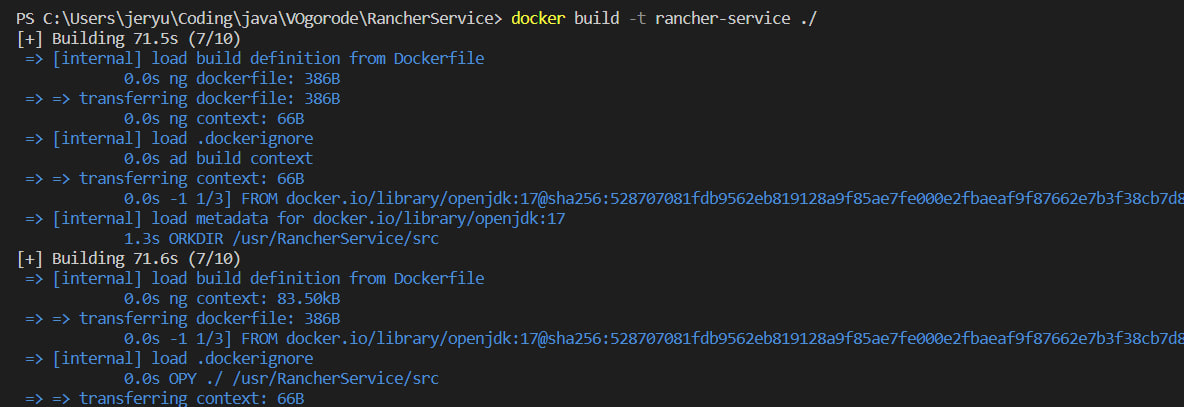 PS C:\Users\jeryu\Coding\java\VOgorode\RancherService> docker build -t rancher-service ./
[+] Building 71.5s (7/10)
=> [internal] load build definition from Dockerfile
0.0s ng dockerfile: 386B
=> => transferring dockerfile: 386B
0.0s ng context: 66B
=> [internal] load .dockerignore
0.0s ad build context
=> => transferring context: 66B
0.0s -1 1/3] FROM docker.io/library/openjdk:17@sha256:528707081fdb9562eb819128a9f85ae7fe000e2fbaeaf9f87662e7b3f38cb7d8
=> [internal] load metadata for docker.io/library/openjdk:17
1.3s ORKDIR /usr/RancherService/src
[+] Building 71.6s (7/10)
=> [internal] load build definition from Dockerfile
0.0s ng context: 83.50kB
=> => transferring dockerfile: 386B
0.0s -1 1/3] FROM docker.io/library/openjdk:17@sha256:528707081fdb9562eb819128a9f85ae7fe000e2fbaeaf9f87662e7b3f38cb7d8
=> [internal] load .dockerignore
0.0s OPY ./ /usr/RancherService/src
=> => transferring context: 66B